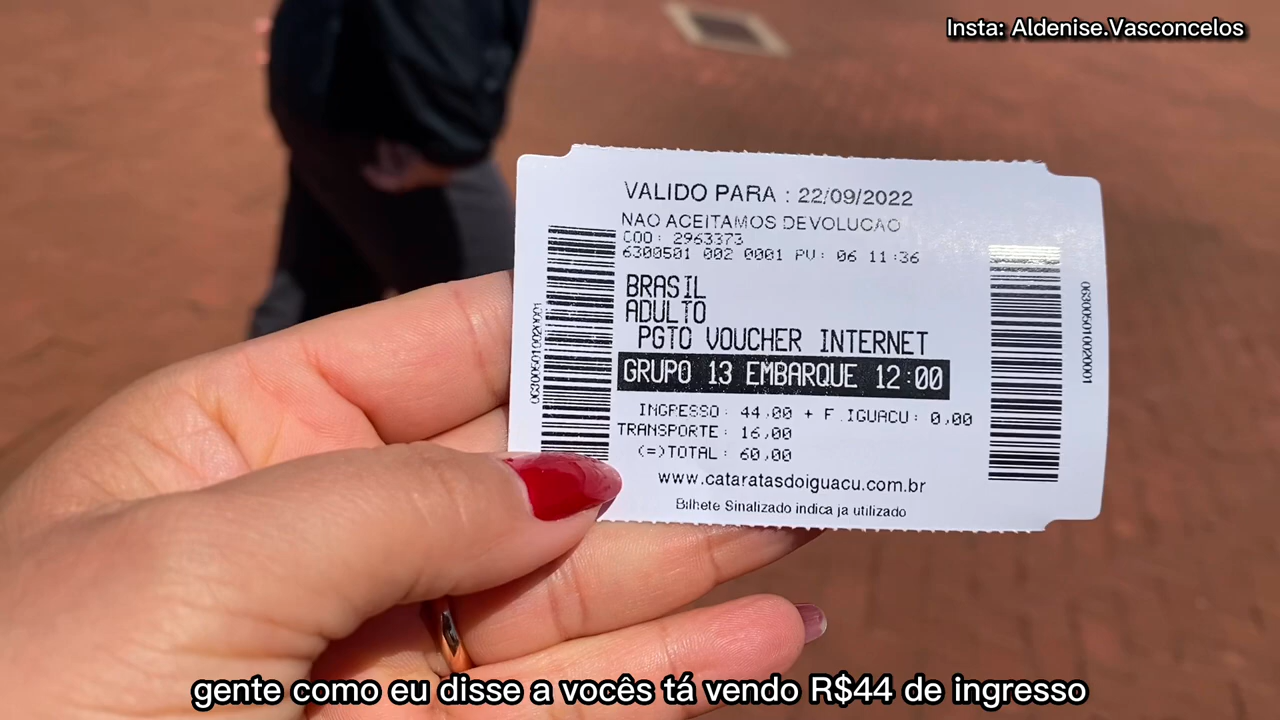 Insta: Aldenise.Vasconcelos
VALIDO PARA : 22/09/2022
NAO ACEITAMOS DEVOLUCAO
COO: 2963373
6300501 002 0001 PV: 06 11:36
BRASIL
ADULTO
PGTO VOUCHER INTERNET
GRUPO 13 EMBARQUE 12:00
INGRESSO: 44,00 + F.IGUACU: 0,00
TRANSPORTE: 16,00
(=)TOTAL: 60,00
www.cataratasdoiguacu.com.br
Bilhete Sinalizado indica ja utilizado
gente como eu disse a vocês tá vendo R$44 de ingresso